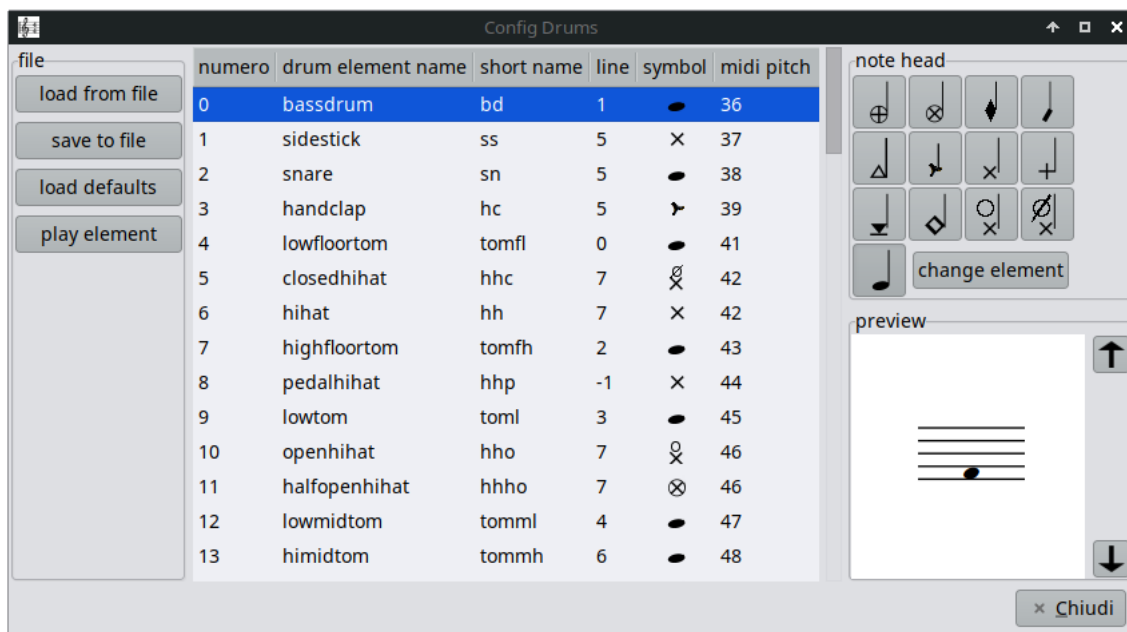 Config Drums
file
load from file
save to file
load defaults
play element
numero drum element name short name line symbol midi pitch
0 bassdrum bd 1 36
1 sidestick ss 5 37
2 snare sn 5 38
3 handclap hc 5 39
4 lowfloortom tomfl 0 41
5 closedhihat hhc 7 42
6 hihat hh 7 42
7 highfloortom tomfh 2 43
8 pedalhihat hhp -1 44
9 lowtom toml 3 45
10 openhihat hho 7 46
11 halfopenhihat hhho 7 46
12 lowmidtom tomml 4 47
13 himidtom tommh 6 48
note head
change element
preview
Chiudi